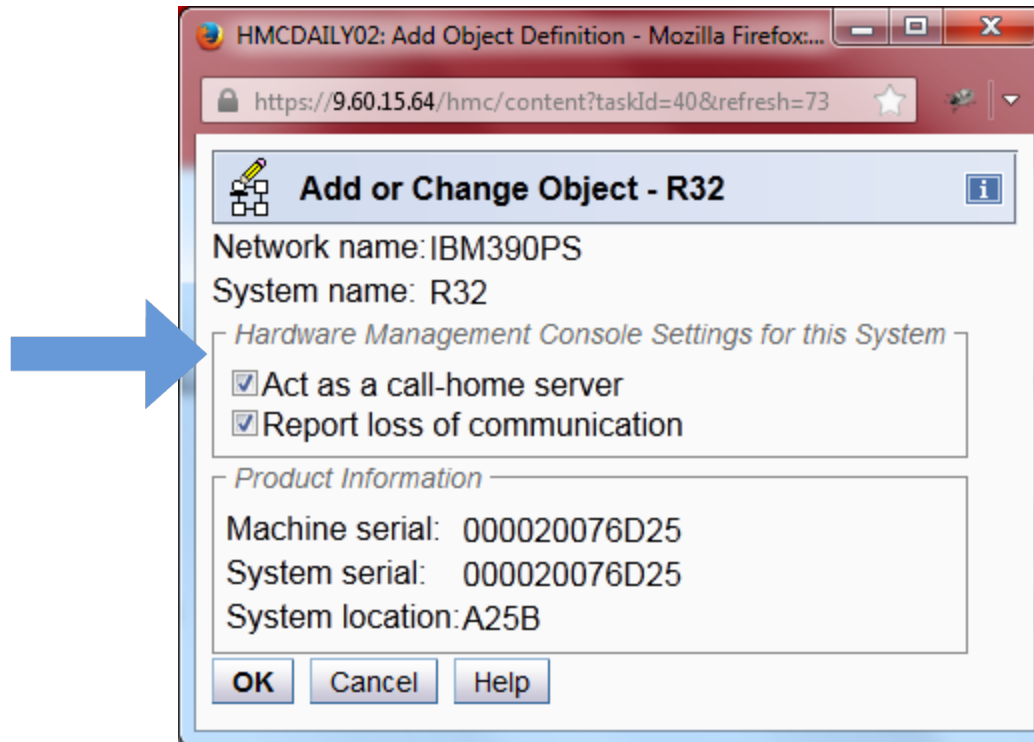 HMCDAILY02: Add Object Definition - Mozilla Firefox:...
https://9.60.15.64/hmc/content?taskId=40&refresh=73
Add or Change Object - R32
Network name: IBM390PS
System name: R32
Hardware Management Console Settings for this System
Act as a call-home server
Report loss of communication
Product Information
Machine serial: 000020076D25
System serial: 000020076D25
System location: A25B
OK Cancel Help